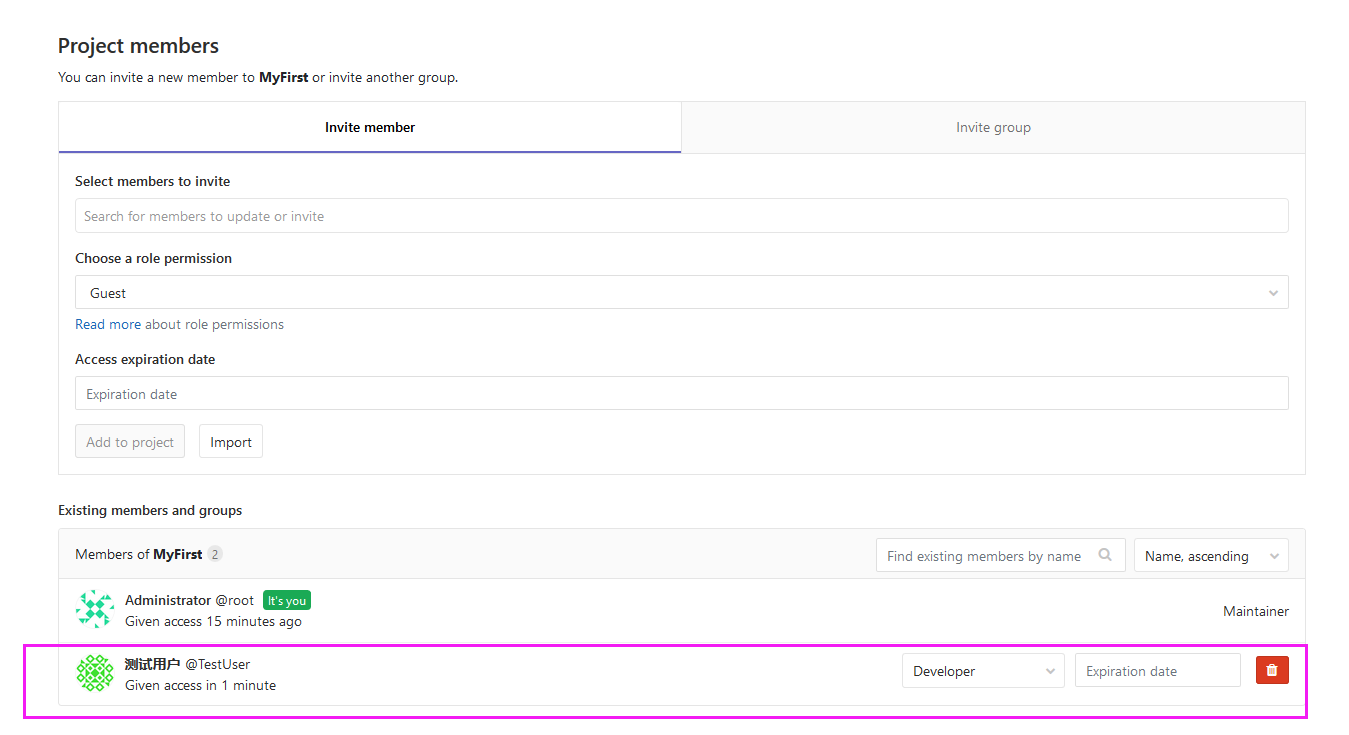 Project members
You can invite a new member to MyFirst or invite another group.
Invite member
Invite group
Select members to invite
Search for members to update or invite
Choose a role permission
Guest
Read more about role permissions
Access expiration date
Expiration date
Add to project
Import
Existing members and groups
Members of MyFirst 2
Find existing members by name
Name, ascending
Administrator @root It's you
Given access 15 minutes ago
Maintainer
测试用户 @TestUser
Given access in 1 minute
Developer
Expiration date